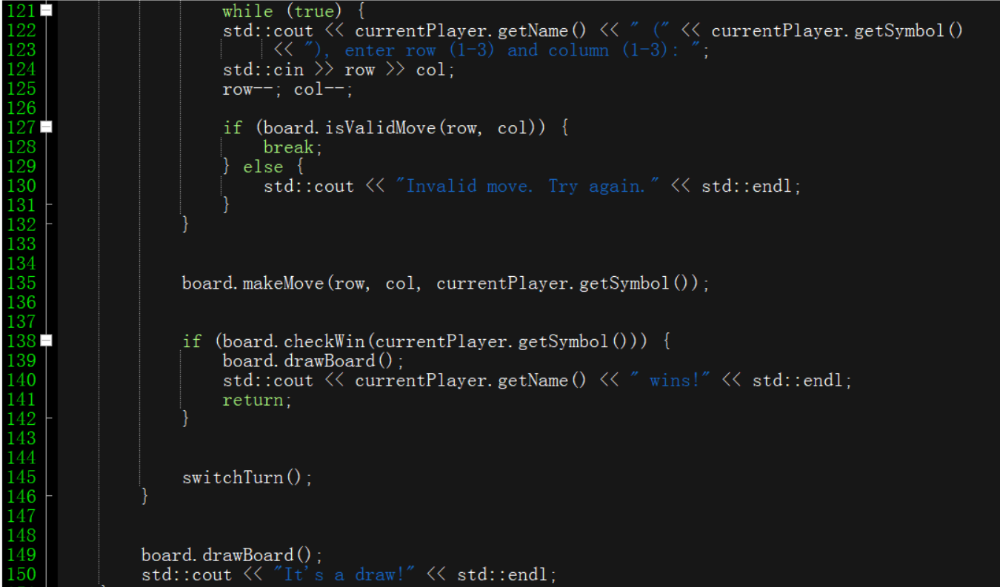 121 while (true) {
122 std::cout << currentPlayer.getName() << " (" << currentPlayer.getSymbol()
123 << "), enter row (1-3) and column (1-3): ";
124 std::cin >> row >> col;
125 row--; col--;
126
127 if (board.isValidMove(row, col)) {
128 break;
129 } else {
130 std::cout << "Invalid move. Try again." << std::endl;
131 }
132 }
133
134
135 board.makeMove(row, col, currentPlayer.getSymbol());
136
137
138 if (board.checkWin(currentPlayer.getSymbol())) {
139 board.drawBoard();
140 std::cout << currentPlayer.getName() << " wins!" << std::endl;
141 return;
142 }
143
144
145 switchTurn();
146 }
147
148
149 board.drawBoard();
150 std::cout << "It's a draw!" << std::endl;